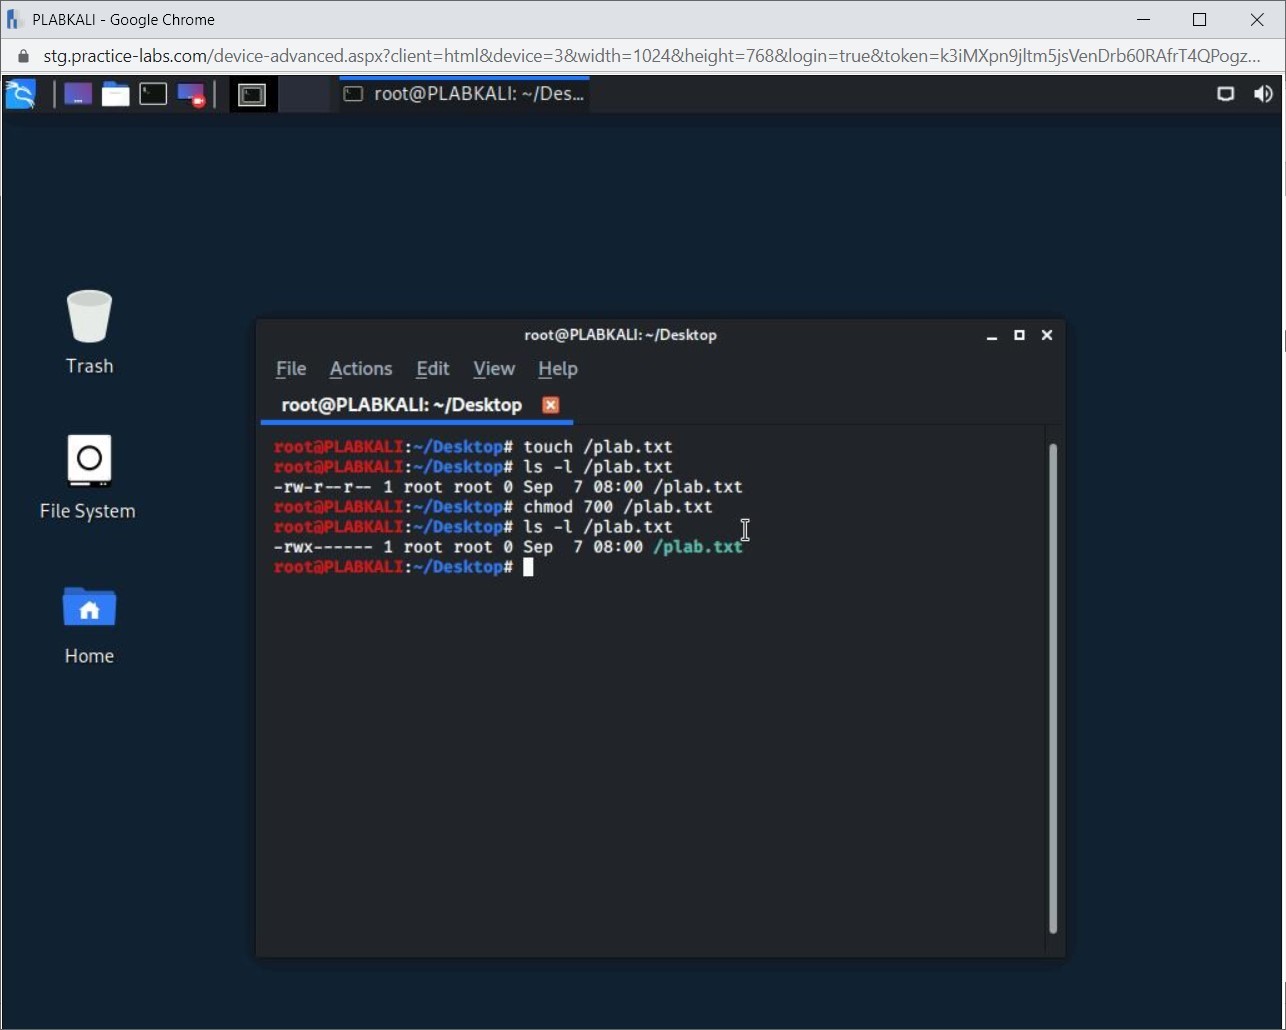 PLABKALI - Google Chrome
stg.practice-labs.com/device-advanced.aspx?client=html&device=3&width=1024&height=768&login=true&token=k3iMXpn9jltm5jsVenDrb60RAfrT4QPogz...
root@PLABKALI: ~/Des...
Trash
File System
Home
root@PLABKALI: ~/Desktop
File Actions Edit View Help
root@PLABKALI: ~/Desktop
root@PLABKALI:~/Desktop# touch /plab.txt
root@PLABKALI:~/Desktop# ls -l /plab.txt
-rw-r--r-- 1 root root 0 Sep  7 08:00 /plab.txt
root@PLABKALI:~/Desktop# chmod 700 /plab.txt
root@PLABKALI:~/Desktop# ls -l /plab.txt
-rwx------ 1 root root 0 Sep  7 08:00 /plab.txt
root@PLABKALI:~/Desktop#